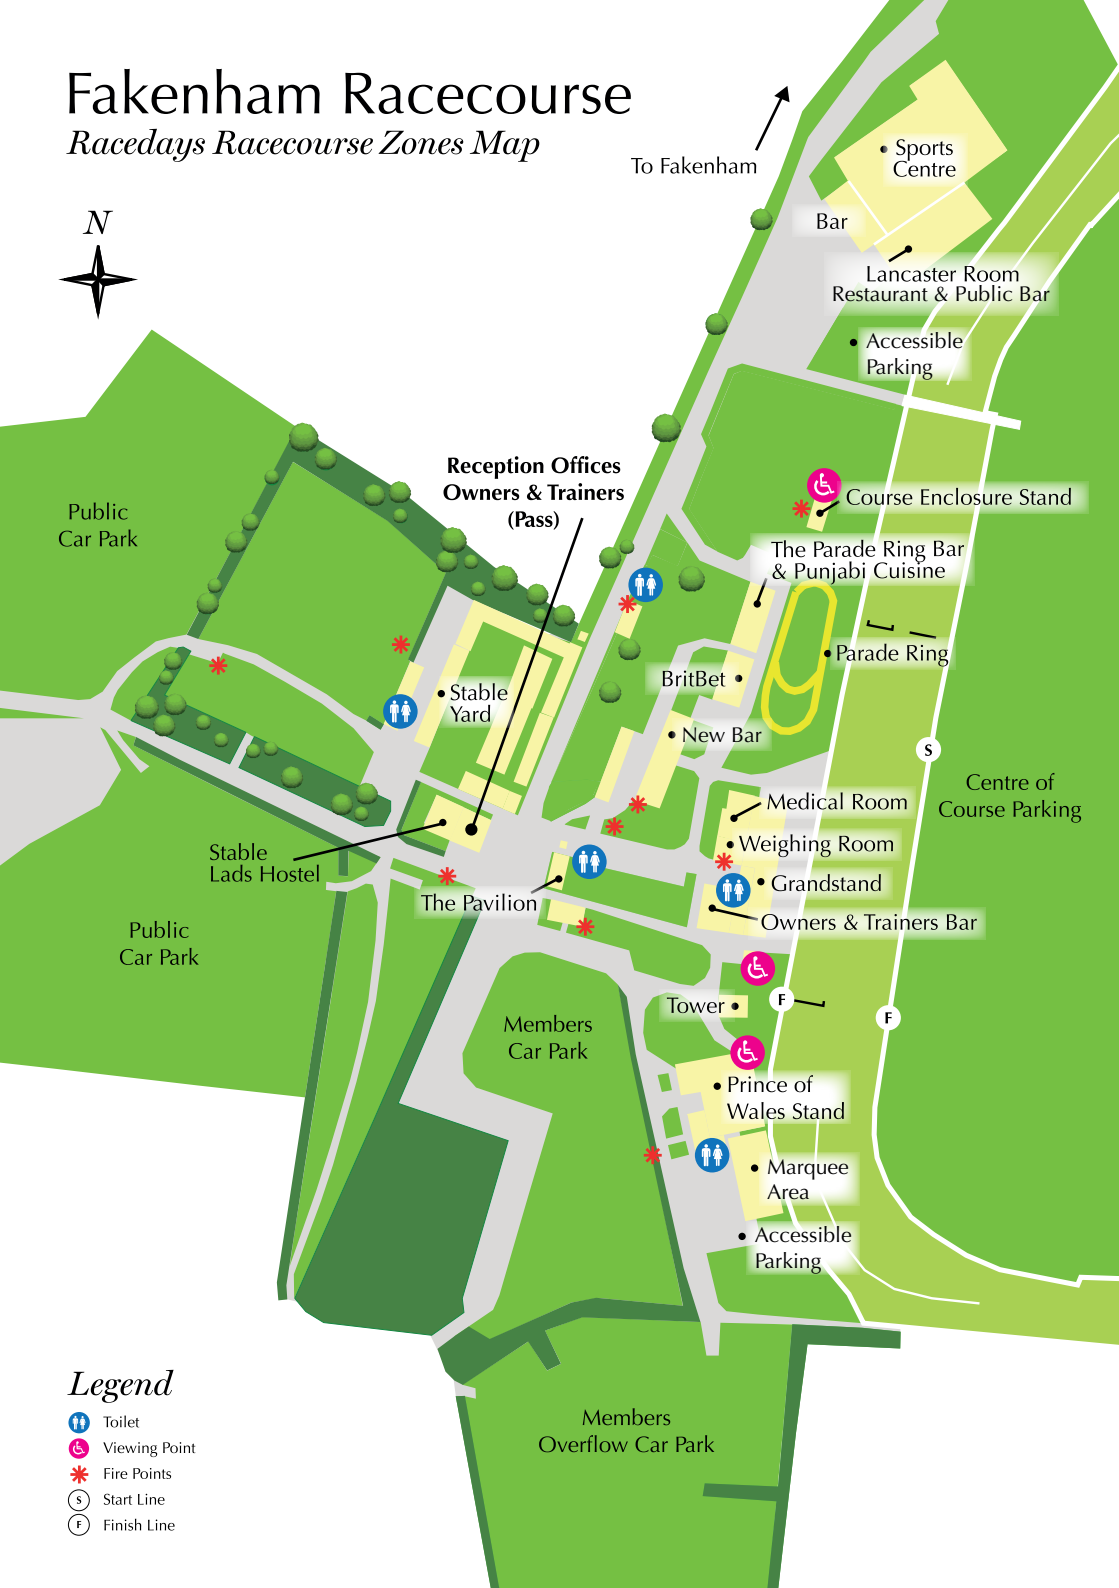 Fakenham Racecourse
Racedays Racecourse Zones Map
To Fakenham
N
Sports
Centre
Bar
Lancaster Room
Restaurant & Public Bar
Accessible
Parking
Reception Offices
Owners & Trainers
(Pass)
Public
Car Park
Course Enclosure Stand
The Parade Ring Bar
& Punjabi Cuisine
Parade Ring
BritBet
Stable
Yard
New Bar
S
Centre of
Course Parking
Medical Room
Weighing Room
Stable
Lads Hostel
Grandstand
The Pavilion
Owners & Trainers Bar
Public
Car Park
Tower
F
F
Members
Car Park
Prince of
Wales Stand
Marquee
Area
Accessible
Parking
Members
Overflow Car Park
Legend
Toilet
Viewing Point
Fire Points
S Start Line
F Finish Line